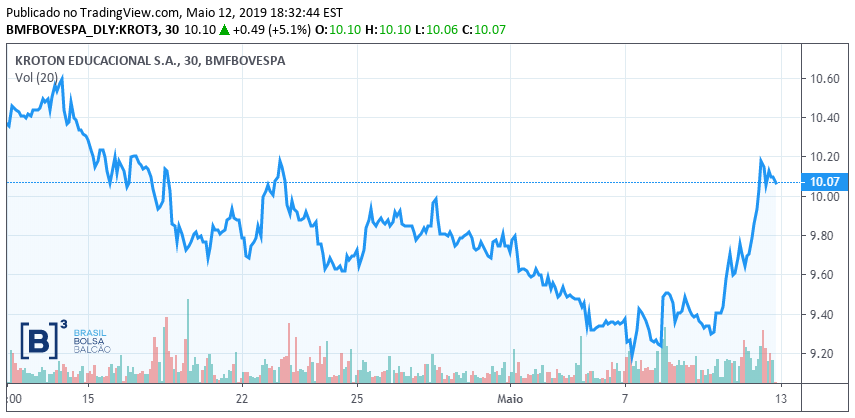 Publicado no TradingView.com, Maio 12, 2019 18:32:44 EST
BMFBOVESPA_DLY:KROT3, 30 10.10 ▲ +0.49 (+5.1%) O:10.10 H:10.10 L:10.06 C:10.07
KROTON EDUCACIONAL S.A., 30, BMFBOVESPA
Vol (20)
10.60
10.40
10.20
10.07
10.00
9.80
9.60
9.40
9.20
[B]3
BRASIL
BOLSA
BALCÃO
:00 15 22 25 Maio 7 13